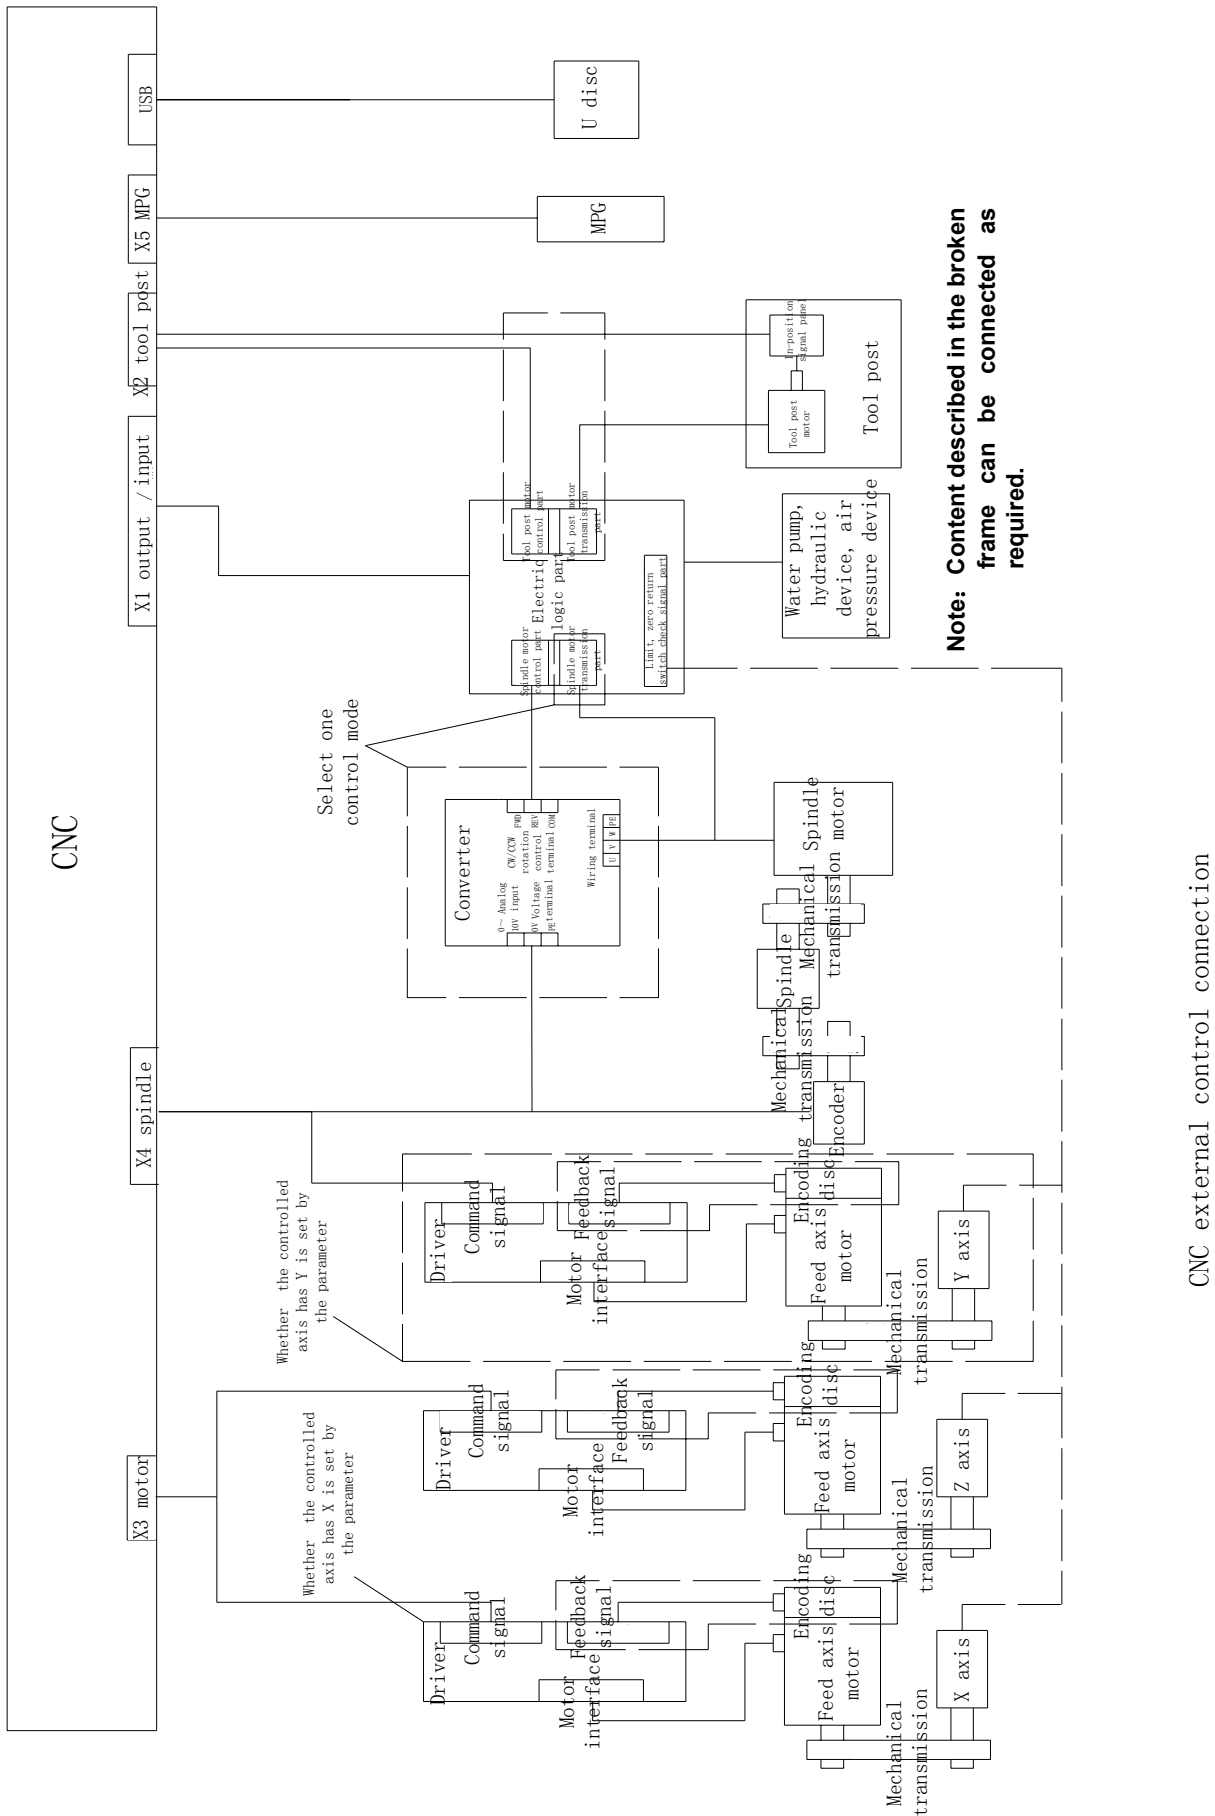 CNC
X3 motor
X4 spindle
X1 output / input
X2 tool post
X5 MPG
USB
Whether the controlled
axis has X is set by
the parameter
Whether the controlled
axis has Y is set by
the parameter
Select one
control mode
Driver
Command
signal
Feedback
signal
Motor
interface
Encoding
disc
Feed axis
motor
Mechanical
transmission
X axis
Driver
Command
signal
Feedback
signal
Motor
interface
Encoding
disc
Feed axis
motor
Mechanical
transmission
Z axis
Driver
Command
signal
Feedback
signal
Motor
interface
Encoding
disc
Feed axis
motor
Mechanical
transmission
Y axis
Encoder
Mechanical
transmission
Spindle
Mechanical
transmission
Spindle
motor
Converter
0~ Analog
10V input
0V Voltage
PE terminal
CW/CCW
rotation
control
terminal
FWD
REV
COM
Wiring terminal
U V W PE
Spindle motor
control part
Spindle motor
transmission
part
Electric
logic part
Tool post motor
control part
Tool post motor
transmission
part
Limit, zero return
switch check signal part
Water pump,
hydraulic
device, air
pressure device
In-position
signal panel
Tool post
motor
Tool post
MPG
U disc
Note: Content described in the broken
frame can be connected as
required.
CNC external control connection